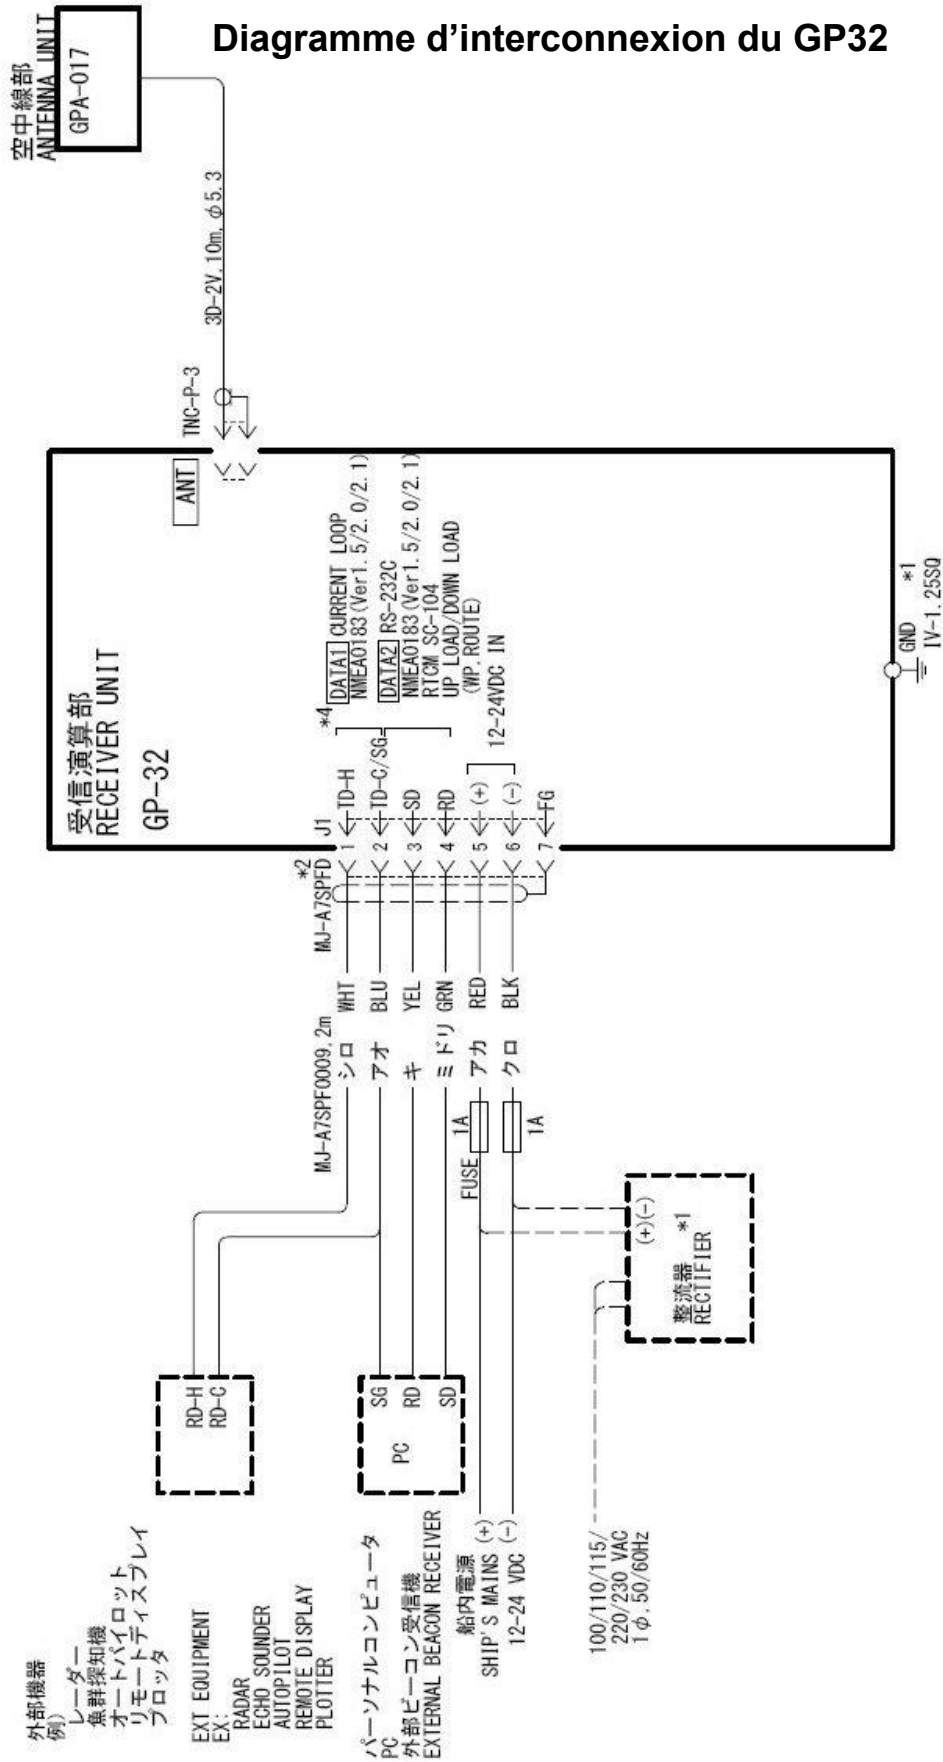 Diagramme d’interconnexion du GP32
空中線部
ANTENNA UNIT
GPA-017
3D-2V.10m, φ5.3
TNC-P-3
ANT
受信演算部
RECEIVER UNIT
GP-32
*4
DATA1 CURRENT LOOP
NMEA0183(Ver1.5/2.0/2.1)
DATA2 RS-232C
NMEA0183(Ver1.5/2.0/2.1)
RTCM SC-104
UP LOAD/DOWN LOAD
(WP.ROUTE)
12-24VDC IN
*2
MJ-A7SPFD
J1
1 TD-H
2 TD-C/SG
3 SD
4 RD
5 (+)
6 (-)
7 FG
GND *1
IV-1.25SQ
MJ-A7SPF0009,2m
シロ WHT
アオ BLU
キ YEL
ミドリ GRN
アカ RED
クロ BLK
FUSE
1A
1A
RD-H
RD-C
PC
SG
RD
SD
(+)(-)
*1
整流器
RECTIFIER
外部機器
例)
レーダー
魚群探知機
オートパイロット
リモートディスプレイ
プロッタ
EXT EQUIPMENT
EX:
RADAR
ECHO SOUNDER
AUTOPILOT
REMOTE DISPLAY
PLOTTER
パーソナルコンピュータ
PC
外部ビーコン受信機
EXTERNAL BEACON RECEIVER
船内電源
SHIP'S MAINS (+)
12-24 VDC (-)
100/110/115/
220/230 VAC
1φ,50/60Hz